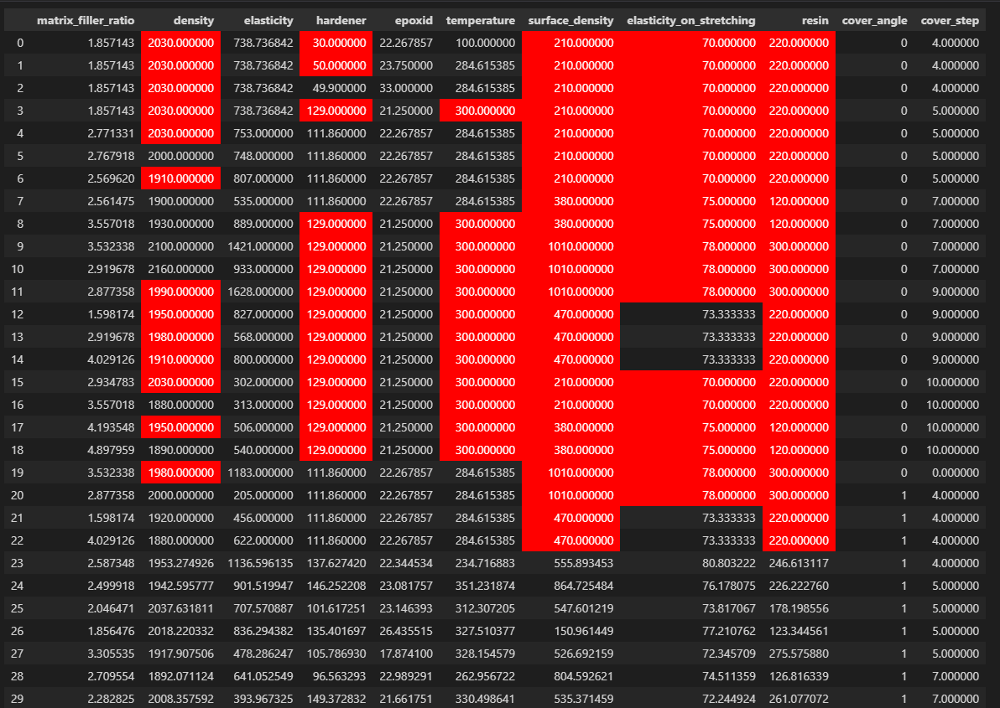 matrix_filler_ratio density elasticity hardener epoxid temperature surface_density elasticity_on_stretching resin cover_angle cover_step
0 1.857143 2030.000000 738.736842 30.000000 22.267857 100.000000 210.000000 70.000000 220.000000 0 4.000000
1 1.857143 2030.000000 738.736842 50.000000 23.750000 284.615385 210.000000 70.000000 220.000000 0 4.000000
2 1.857143 2030.000000 738.736842 49.900000 33.000000 284.615385 210.000000 70.000000 220.000000 0 4.000000
3 1.857143 2030.000000 738.736842 129.000000 21.250000 300.000000 210.000000 70.000000 220.000000 0 5.000000
4 2.771331 2030.000000 753.000000 111.860000 22.267857 284.615385 210.000000 70.000000 220.000000 0 5.000000
5 2.767918 2000.000000 748.000000 111.860000 22.267857 284.615385 210.000000 70.000000 220.000000 0 5.000000
6 2.569620 1910.000000 807.000000 111.860000 22.267857 284.615385 210.000000 70.000000 220.000000 0 5.000000
7 2.561475 1900.000000 535.000000 111.860000 22.267857 284.615385 380.000000 75.000000 120.000000 0 7.000000
8 3.557018 1930.000000 889.000000 129.000000 21.250000 300.000000 380.000000 75.000000 120.000000 0 7.000000
9 3.532338 2100.000000 1421.000000 129.000000 21.250000 300.000000 1010.000000 78.000000 300.000000 0 7.000000
10 2.919678 2160.000000 933.000000 129.000000 21.250000 300.000000 1010.000000 78.000000 300.000000 0 7.000000
11 2.877358 1990.000000 1628.000000 129.000000 21.250000 300.000000 1010.000000 78.000000 300.000000 0 9.000000
12 1.598174 1950.000000 827.000000 129.000000 21.250000 300.000000 470.000000 73.333333 220.000000 0 9.000000
13 2.919678 1980.000000 568.000000 129.000000 21.250000 300.000000 470.000000 73.333333 220.000000 0 9.000000
14 4.029126 1910.000000 800.000000 129.000000 21.250000 300.000000 470.000000 73.333333 220.000000 0 9.000000
15 2.934783 2030.000000 302.000000 129.000000 21.250000 300.000000 210.000000 70.000000 220.000000 0 10.000000
16 3.557018 1880.000000 313.000000 129.000000 21.250000 300.000000 210.000000 70.000000 220.000000 0 10.000000
17 4.193548 1950.000000 506.000000 129.000000 21.250000 300.000000 380.000000 75.000000 120.000000 0 10.000000
18 4.897959 1890.000000 540.000000 129.000000 21.250000 300.000000 380.000000 75.000000 120.000000 0 10.000000
19 3.532338 1980.000000 1183.000000 111.860000 22.267857 284.615385 1010.000000 78.000000 300.000000 0 0.000000
20 2.877358 2000.000000 205.000000 111.860000 22.267857 284.615385 1010.000000 78.000000 300.000000 1 4.000000
21 1.598174 1920.000000 456.000000 111.860000 22.267857 284.615385 470.000000 73.333333 220.000000 1 4.000000
22 4.029126 1880.000000 622.000000 111.860000 22.267857 284.615385 470.000000 73.333333 220.000000 1 4.000000
23 2.587348 1953.274926 1136.596135 137.627420 22.344534 234.716883 555.893453 80.803222 246.613117 1 4.000000
24 2.499918 1942.595777 901.519947 146.252208 23.081757 351.231874 864.725484 76.178075 226.222760 1 5.000000
25 2.046471 2037.631811 707.570887 101.617251 23.146393 312.307205 547.601219 73.817067 178.198556 1 5.000000
26 1.856476 2018.220332 836.294382 135.401697 26.435515 327.510377 150.961449 77.210762 123.344561 1 5.000000
27 3.305535 1917.907506 478.286247 105.786930 17.874100 328.154579 526.692159 72.345709 275.575880 1 5.000000
28 2.709554 1892.071124 641.052549 96.563293 22.989291 262.956722 804.592621 74.511359 126.816339 1 7.000000
29 2.282825 2008.357592 393.967325 149.372832 21.661751 330.498641 535.371459 72.244924 261.077072 1 7.000000